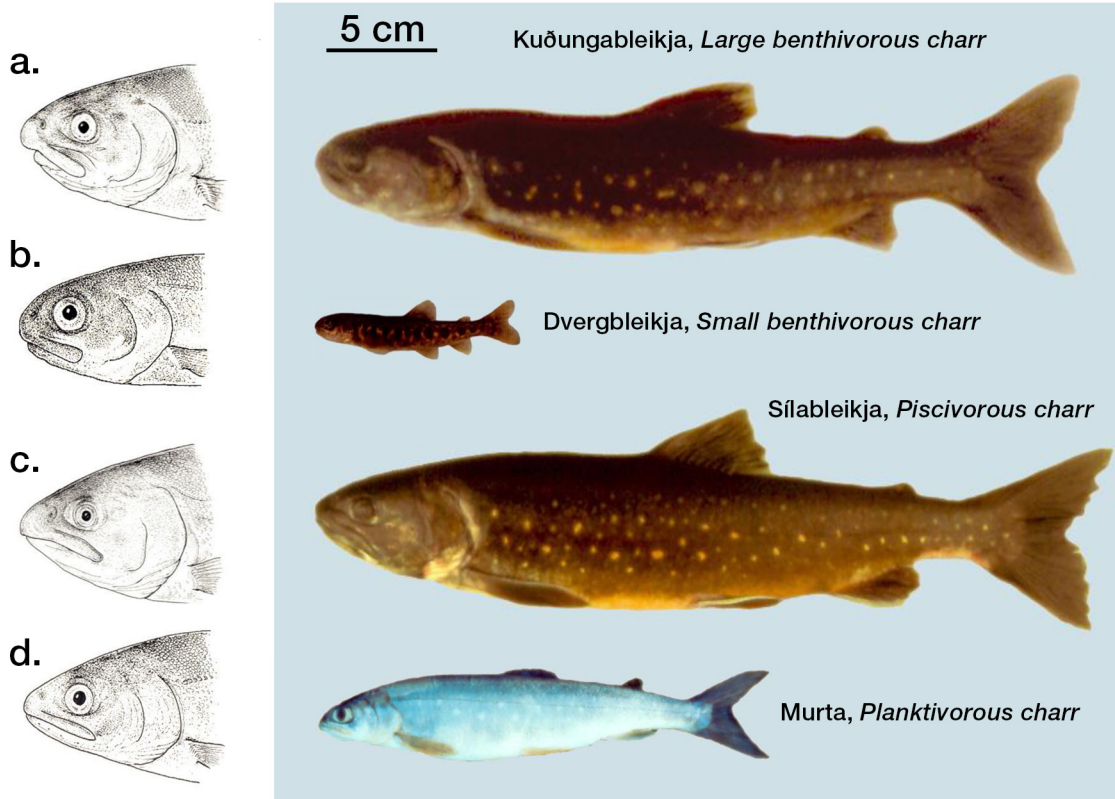 a.
5 cm
Kuðungableikja, Large benthivorous charr
b.
Dvergbleikja, Small benthivorous charr
c.
Sílableikja, Piscivorous charr
d.
Murta, Planktivorous charr